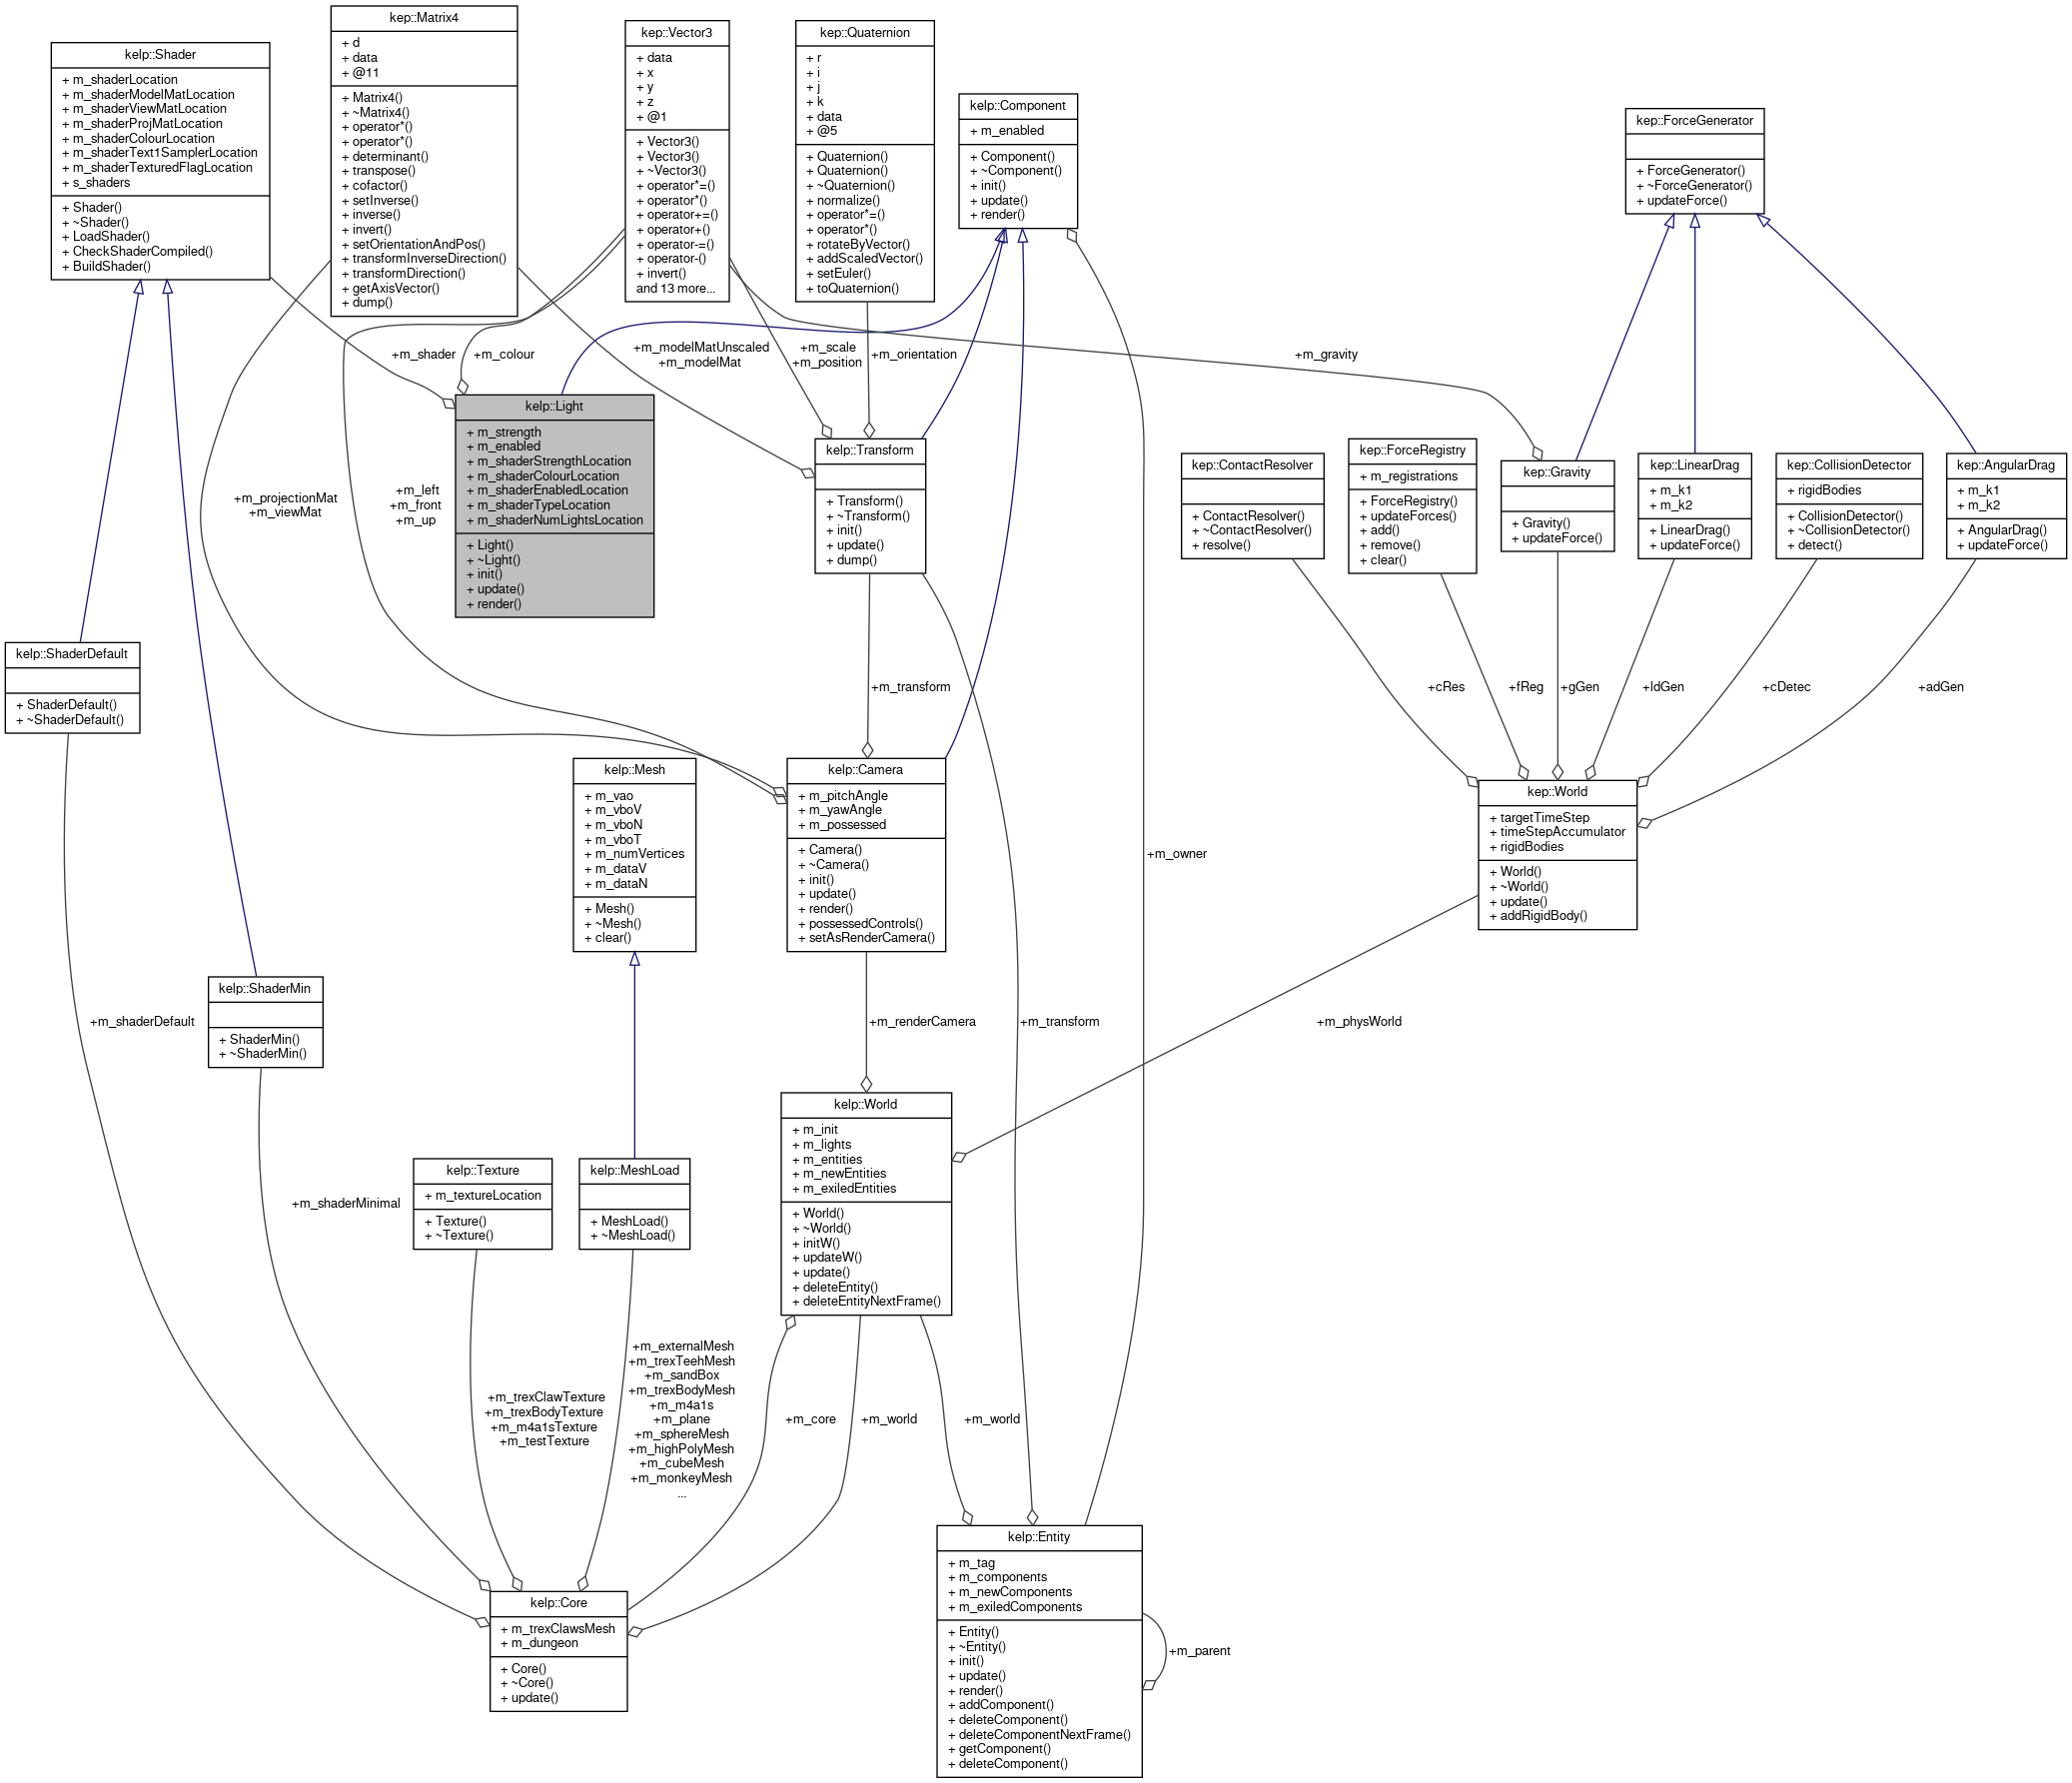 kelp::Shader
+ m_shaderLocation
+ m_shaderModelMatLocation
+ m_shaderViewMatLocation
+ m_shaderProjMatLocation
+ m_shaderColourLocation
+ m_shaderText1SamplerLocation
+ m_shaderTexturedFlagLocation
+ s_shaders
+ Shader()
+ ~Shader()
+ LoadShader()
+ CheckShaderCompiled()
+ BuildShader()
kep::Matrix4
+ d
+ data
+ @11
+ Matrix4()
+ ~Matrix4()
+ operator*()
+ operator*()
+ determinant()
+ transpose()
+ cofactor()
+ setInverse()
+ inverse()
+ invert()
+ setOrientationAndPos()
+ transformInverseDirection()
+ transformDirection()
+ getAxisVector()
+ dump()
kep::Vector3
+ data
+ x
+ y
+ z
+ @1
+ Vector3()
+ Vector3()
+ ~Vector3()
+ operator*=()
+ operator*()
+ operator+=()
+ operator+()
+ operator-=()
+ operator-()
+ invert()
and 13 more...
kep::Quaternion
+ r
+ i
+ j
+ k
+ data
+ @5
+ Quaternion()
+ Quaternion()
+ ~Quaternion()
+ normalize()
+ operator*=()
+ operator*()
+ rotateByVector()
+ addScaledVector()
+ setEuler()
+ toQuaternion()
kelp::Component
+ m_enabled
+ Component()
+ ~Component()
+ init()
+ update()
+ render()
kep::ForceGenerator
+ ForceGenerator()
+ ~ForceGenerator()
+ updateForce()
+m_shader
+m_colour
+m_modelMatUnscaled
+m_modelMat
+m_scale
+m_position
+m_orientation
+m_gravity
kelp::Light
+ m_strength
+ m_enabled
+ m_shaderStrengthLocation
+ m_shaderColourLocation
+ m_shaderEnabledLocation
+ m_shaderTypeLocation
+ m_shaderNumLightsLocation
+ Light()
+ ~Light()
+ init()
+ update()
+ render()
kelp::Transform
+ Transform()
+ ~Transform()
+ init()
+ update()
+ dump()
kep::ContactResolver
+ ContactResolver()
+ ~ContactResolver()
+ resolve()
kep::ForceRegistry
+ m_registrations
+ ForceRegistry()
+ updateForces()
+ add()
+ remove()
+ clear()
kep::Gravity
+ Gravity()
+ updateForce()
kep::LinearDrag
+ m_k1
+ m_k2
+ LinearDrag()
+ updateForce()
kep::CollisionDetector
+ rigidBodies
+ CollisionDetector()
+ ~CollisionDetector()
+ detect()
kep::AngularDrag
+ m_k1
+ m_k2
+ AngularDrag()
+ updateForce()
+m_projectionMat
+m_viewMat
+m_left
+m_front
+m_up
kelp::ShaderDefault
+ ShaderDefault()
+ ~ShaderDefault()
+m_transform
+cRes
+fReg
+gGen
+ldGen
+cDetec
+adGen
kelp::Mesh
+ m_vao
+ m_vboV
+ m_vboN
+ m_vboT
+ m_numVertices
+ m_dataV
+ m_dataN
+ Mesh()
+ ~Mesh()
+ clear()
kelp::Camera
+ m_pitchAngle
+ m_yawAngle
+ m_possessed
+ Camera()
+ ~Camera()
+ init()
+ update()
+ render()
+ possessedControls()
+ setAsRenderCamera()
+m_owner
kep::World
+ targetTimeStep
+ timeStepAccumulator
+ rigidBodies
+ World()
+ ~World()
+ update()
+ addRigidBody()
kelp::ShaderMin
+ ShaderMin()
+ ~ShaderMin()
+m_shaderDefault
+m_renderCamera
+m_transform
+m_physWorld
+m_shaderMinimal
kelp::Texture
+ m_textureLocation
+ Texture()
+ ~Texture()
kelp::MeshLoad
+ MeshLoad()
+ ~MeshLoad()
kelp::World
+ m_init
+ m_lights
+ m_entities
+ m_newEntities
+ m_exiledEntities
+ World()
+ ~World()
+ initW()
+ updateW()
+ update()
+ deleteEntity()
+ deleteEntityNextFrame()
+m_trexClawTexture
+m_trexBodyTexture
+m_m4a1sTexture
+m_testTexture
+m_externalMesh
+m_trexTeehMesh
+m_sandBox
+m_trexBodyMesh
+m_m4a1s
+m_plane
+m_sphereMesh
+m_highPolyMesh
+m_cubeMesh
+m_monkeyMesh
...
+m_core
+m_world
+m_world
kelp::Core
+ m_trexClawsMesh
+ m_dungeon
+ Core()
+ ~Core()
+ update()
kelp::Entity
+ m_tag
+ m_components
+ m_newComponents
+ m_exiledComponents
+ Entity()
+ ~Entity()
+ init()
+ update()
+ render()
+ addComponent()
+ deleteComponent()
+ deleteComponentNextFrame()
+ getComponent()
+ deleteComponent()
+m_parent